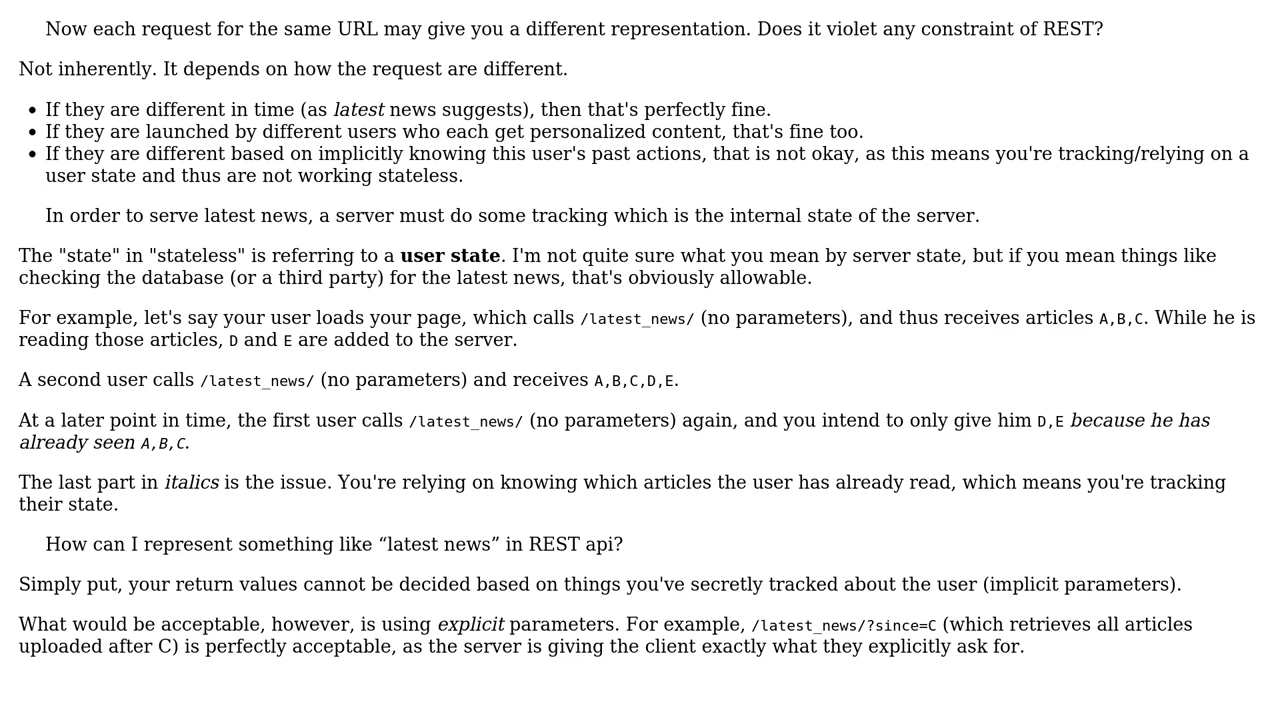 Now each request for the same URL may give you a different representation. Does it violet any constraint of REST?
Not inherently. It depends on how the request are different.
• If they are different in time (as latest news suggests), then that's perfectly fine.
• If they are launched by different users who each get personalized content, that's fine too.
• If they are different based on implicitly knowing this user's past actions, that is not okay, as this means you're tracking/relying on a
user state and thus are not working stateless.
In order to serve latest news, a server must do some tracking which is the internal state of the server.
The "state" in "stateless" is referring to a user state. I'm not quite sure what you mean by server state, but if you mean things like
checking the database (or a third party) for the latest news, that's obviously allowable.
For example, let's say your user loads your page, which calls /latest_news/ (no parameters), and thus receives articles A,B,C. While he is
reading those articles, D and E are added to the server.
A second user calls /latest_news/ (no parameters) and receives A,B,C,D,E.
At a later point in time, the first user calls /latest_news/ (no parameters) again, and you intend to only give him D,E because he has
already seen A,B,C.
The last part in italics is the issue. You're relying on knowing which articles the user has already read, which means you're tracking
their state.
How can I represent something like “latest news” in REST api?
Simply put, your return values cannot be decided based on things you've secretly tracked about the user (implicit parameters).
What would be acceptable, however, is using explicit parameters. For example, /latest_news/?since=C (which retrieves all articles
uploaded after C) is perfectly acceptable, as the server is giving the client exactly what they explicitly ask for.